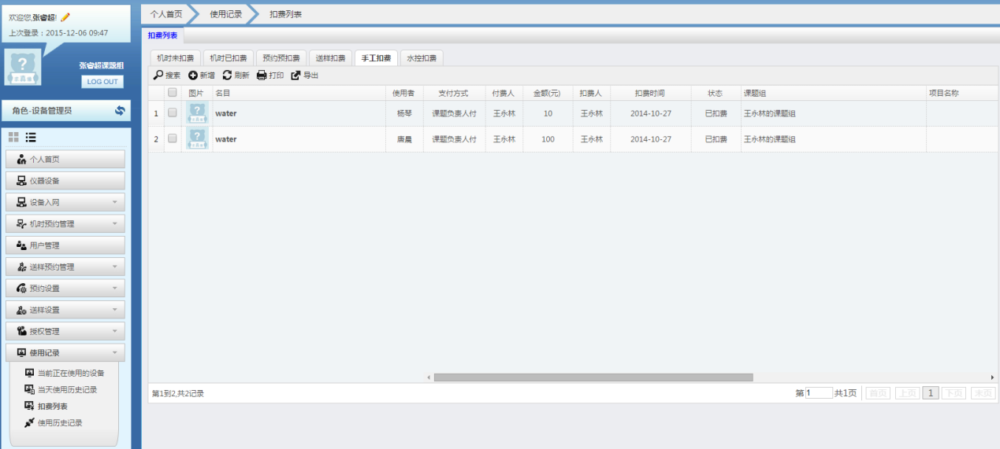 欢迎您,张睿超!
上次登录：2015-12-06 09:47
张睿超课题组
LOG OUT
角色-设备管理员
个人首页
仪器设备
设备入网
机时预约管理
用户管理
送样预约管理
预约设置
送样设置
授权管理
使用记录
当前正在使用的设备
当天使用历史记录
扣费列表
使用历史记录
个人首页 使用记录 扣费列表
扣费列表
机时未扣费 机时已扣费 预约预扣费 送样扣费 手工扣费 水控扣费
搜索 新增 刷新 打印 导出
图片 名目 使用者 支付方式 付费人 金额(元) 扣费人 扣费时间 状态 课题组 项目名称
1 water 杨琴 课题负责人付 王永林 10 王永林 2014-10-27 已扣费 王永林的课题组
2 water 唐晨 课题负责人付 王永林 100 王永林 2014-10-27 已扣费 王永林的课题组
第1到2,共2记录
第 1 共1页 首页 上页 1 下页 末页